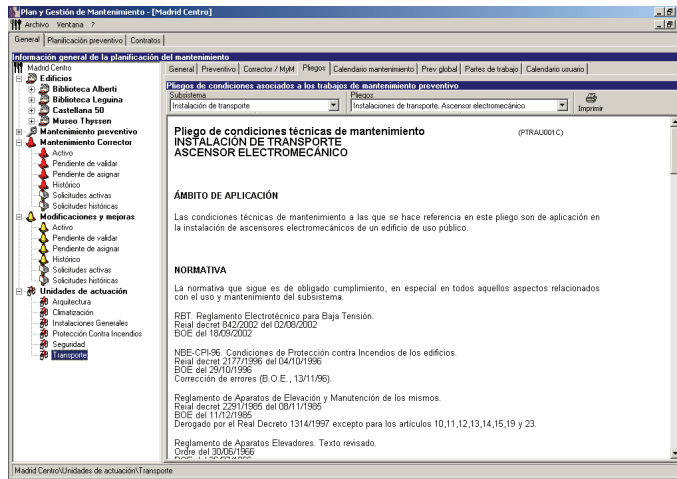 Plan y Gestión de Mantenimiento - [Madrid Centro]
Archivo Ventana ?
General Planificación preventivo Contratos
Información general de la planificación del mantenimiento
Madrid Centro
Edificios
Biblioteca Alberti
Biblioteca Leguina
Castellana 50
Museo Thyssen
Mantenimiento preventivo
Mantenimiento Corrector
Activo
Pendiente de validar
Pendiente de asignar
Histórico
Solicitudes activas
Solicitudes históricas
Modificaciones y mejoras
Activo
Pendiente de validar
Pendiente de asignar
Histórico
Solicitudes activas
Solicitudes históricas
Unidades de actuación
Arquitectura
Climatización
Instalaciones Generales
Protección Contra Incendios
Seguridad
Transporte
General Preventivo Corrector / MyM Pliegos Calendario mantenimiento Prev global Partes de trabajo Calendario usuario
Pliegos de condiciones asociados a los trabajos de mantenimiento preventivo
Subsistema Pliegos
Instalación de transporte Instalaciones de transporte. Ascensor electromecánico Imprimir
Pliego de condiciones técnicas de mantenimiento (PTRAU001C)
INSTALACIÓN DE TRANSPORTE
ASCENSOR ELECTROMECÁNICO
ÁMBITO DE APLICACIÓN
Las condiciones técnicas de mantenimiento a las que se hace referencia en este pliego son de aplicación en
la instalación de ascensores electromecánicos de un edificio de uso público.
NORMATIVA
La normativa que sigue es de obligado cumplimiento, en especial en todos aquellos aspectos relacionados
con el uso y mantenimiento del subsistema.
RBT. Reglamento Electrotécnico para Baja Tensión.
Reial decret 842/2002 del 02/08/2002
BOE del 18/09/2002
NBE-CPI-96. Condiciones de Protección contra Incendios de los edificios.
Reial decret 2177/1996 del 04/10/1996
BOE del 29/10/1996
Corrección de errores (B.O.E., 13/11/96).
Reglamento de Aparatos de Elevación y Manutención de los mismos.
Reial decret 2291/1985 del 08/11/1985
BOE del 11/12/1985
Derogado por el Real Decreto 1314/1997 excepto para los artículos 10,11,12,13,14,15,19 y 23.
Reglamento de Aparatos Elevadores. Texto revisado.
Ordre del 30/06/1966
Madrid Centro\Unidades de actuación\Transporte